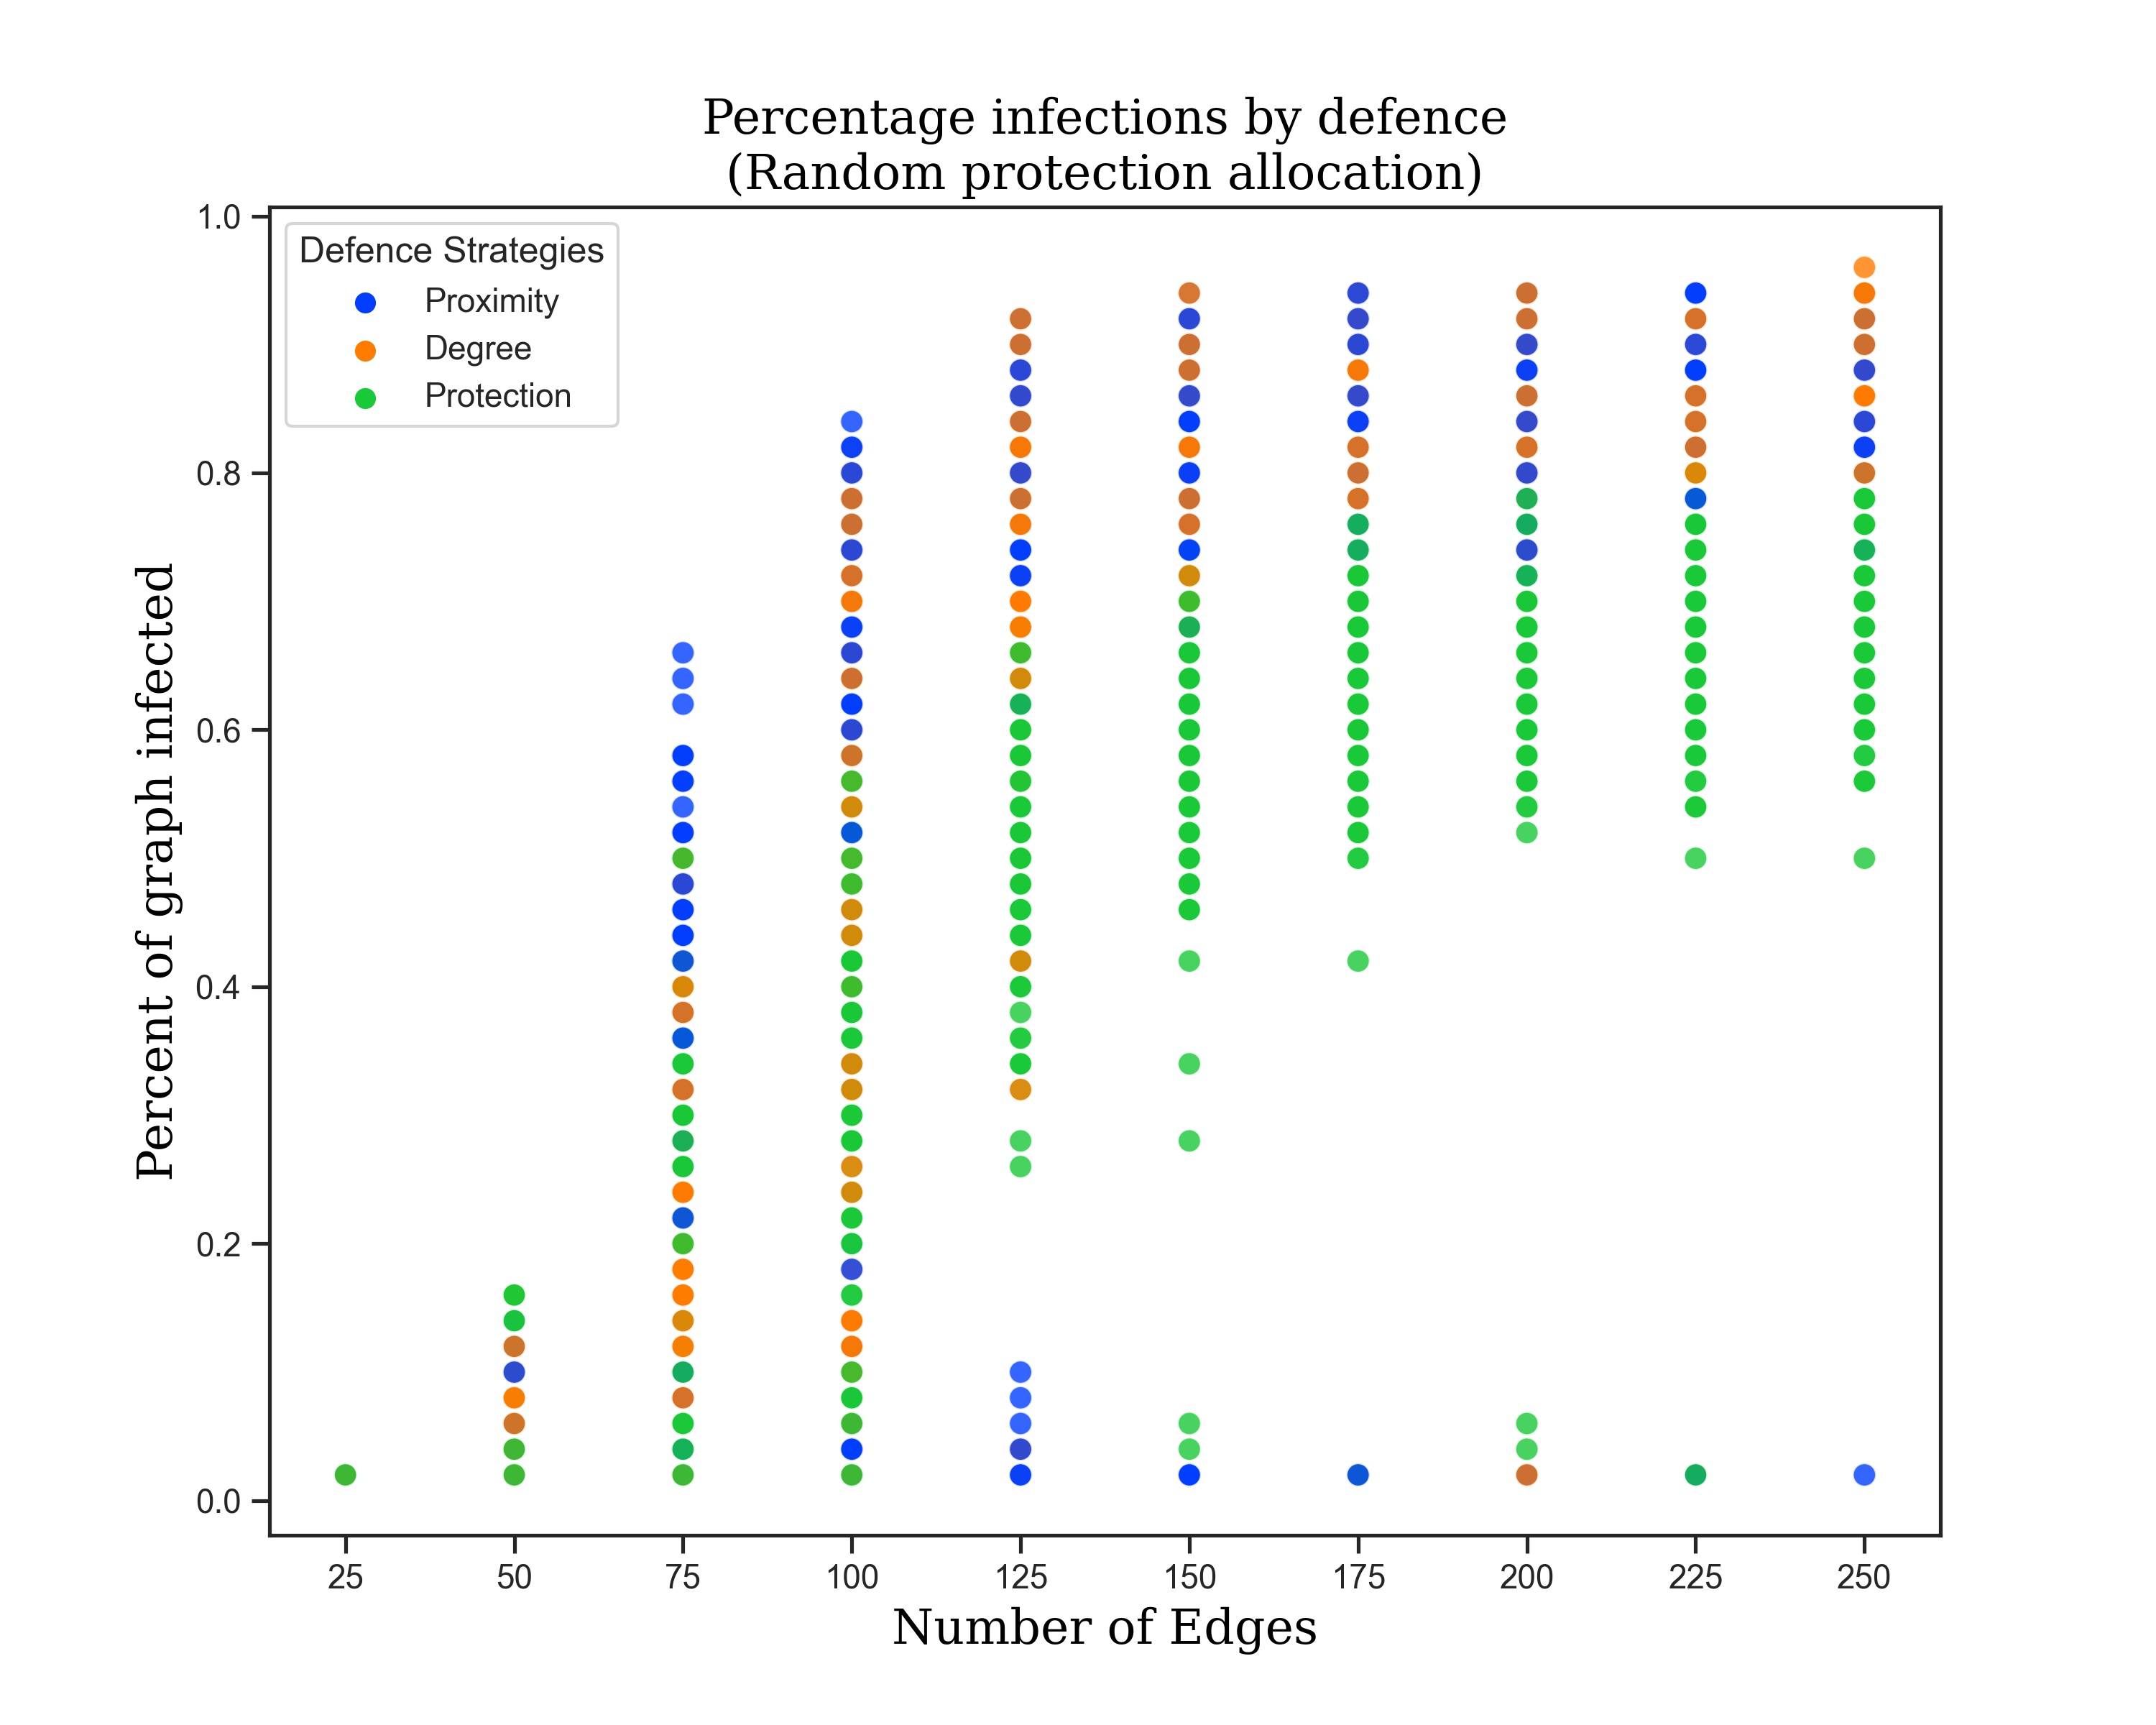 Percentage infections by defence
(Random protection allocation)
Defence Strategies
Proximity
Degree
Protection
Percent of graph infected
1.0
0.8
0.6
0.4
0.2
0.0
25 50 75 100 125 150 175 200 225 250
Number of Edges